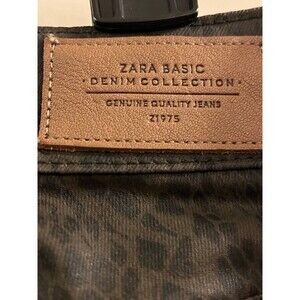 ZARA BASIC
· DENIM COLLECTION ·
GENUINE QUALITY JEANS
Z1975